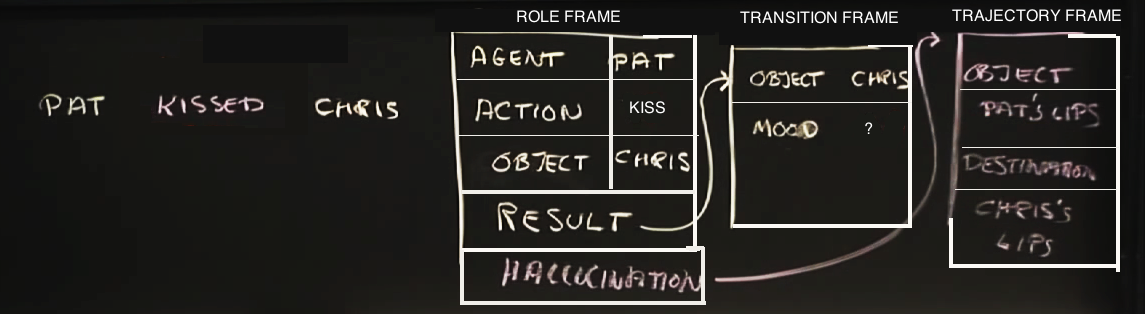 PAT KISSED CHRIS
ROLE FRAME
AGENT PAT
ACTION KISS
OBJECT CHRIS
RESULT
HALLUCINATION
TRANSITION FRAME
OBJECT CHRIS
MOOD ?
TRAJECTORY FRAME
OBJECT
PAT'S LIPS
DESTINATION
CHRIS'S
LIPS